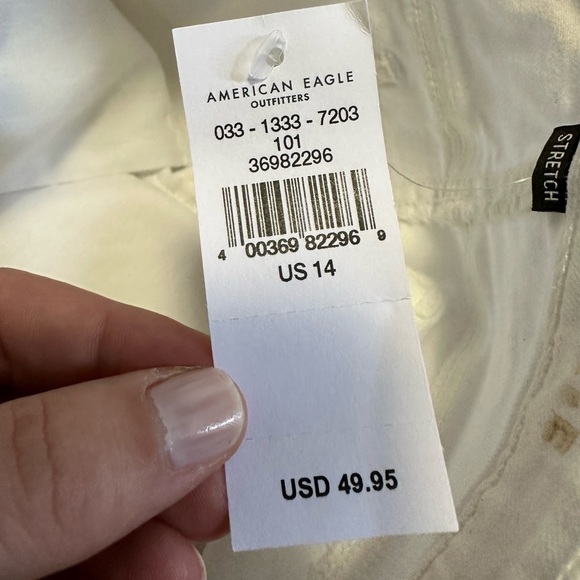 AMERICAN EAGLE
OUTFITTERS
033 - 1333 - 7203
101
36982296
4 00369 82296 9
US 14
USD 49.95
STRETCH